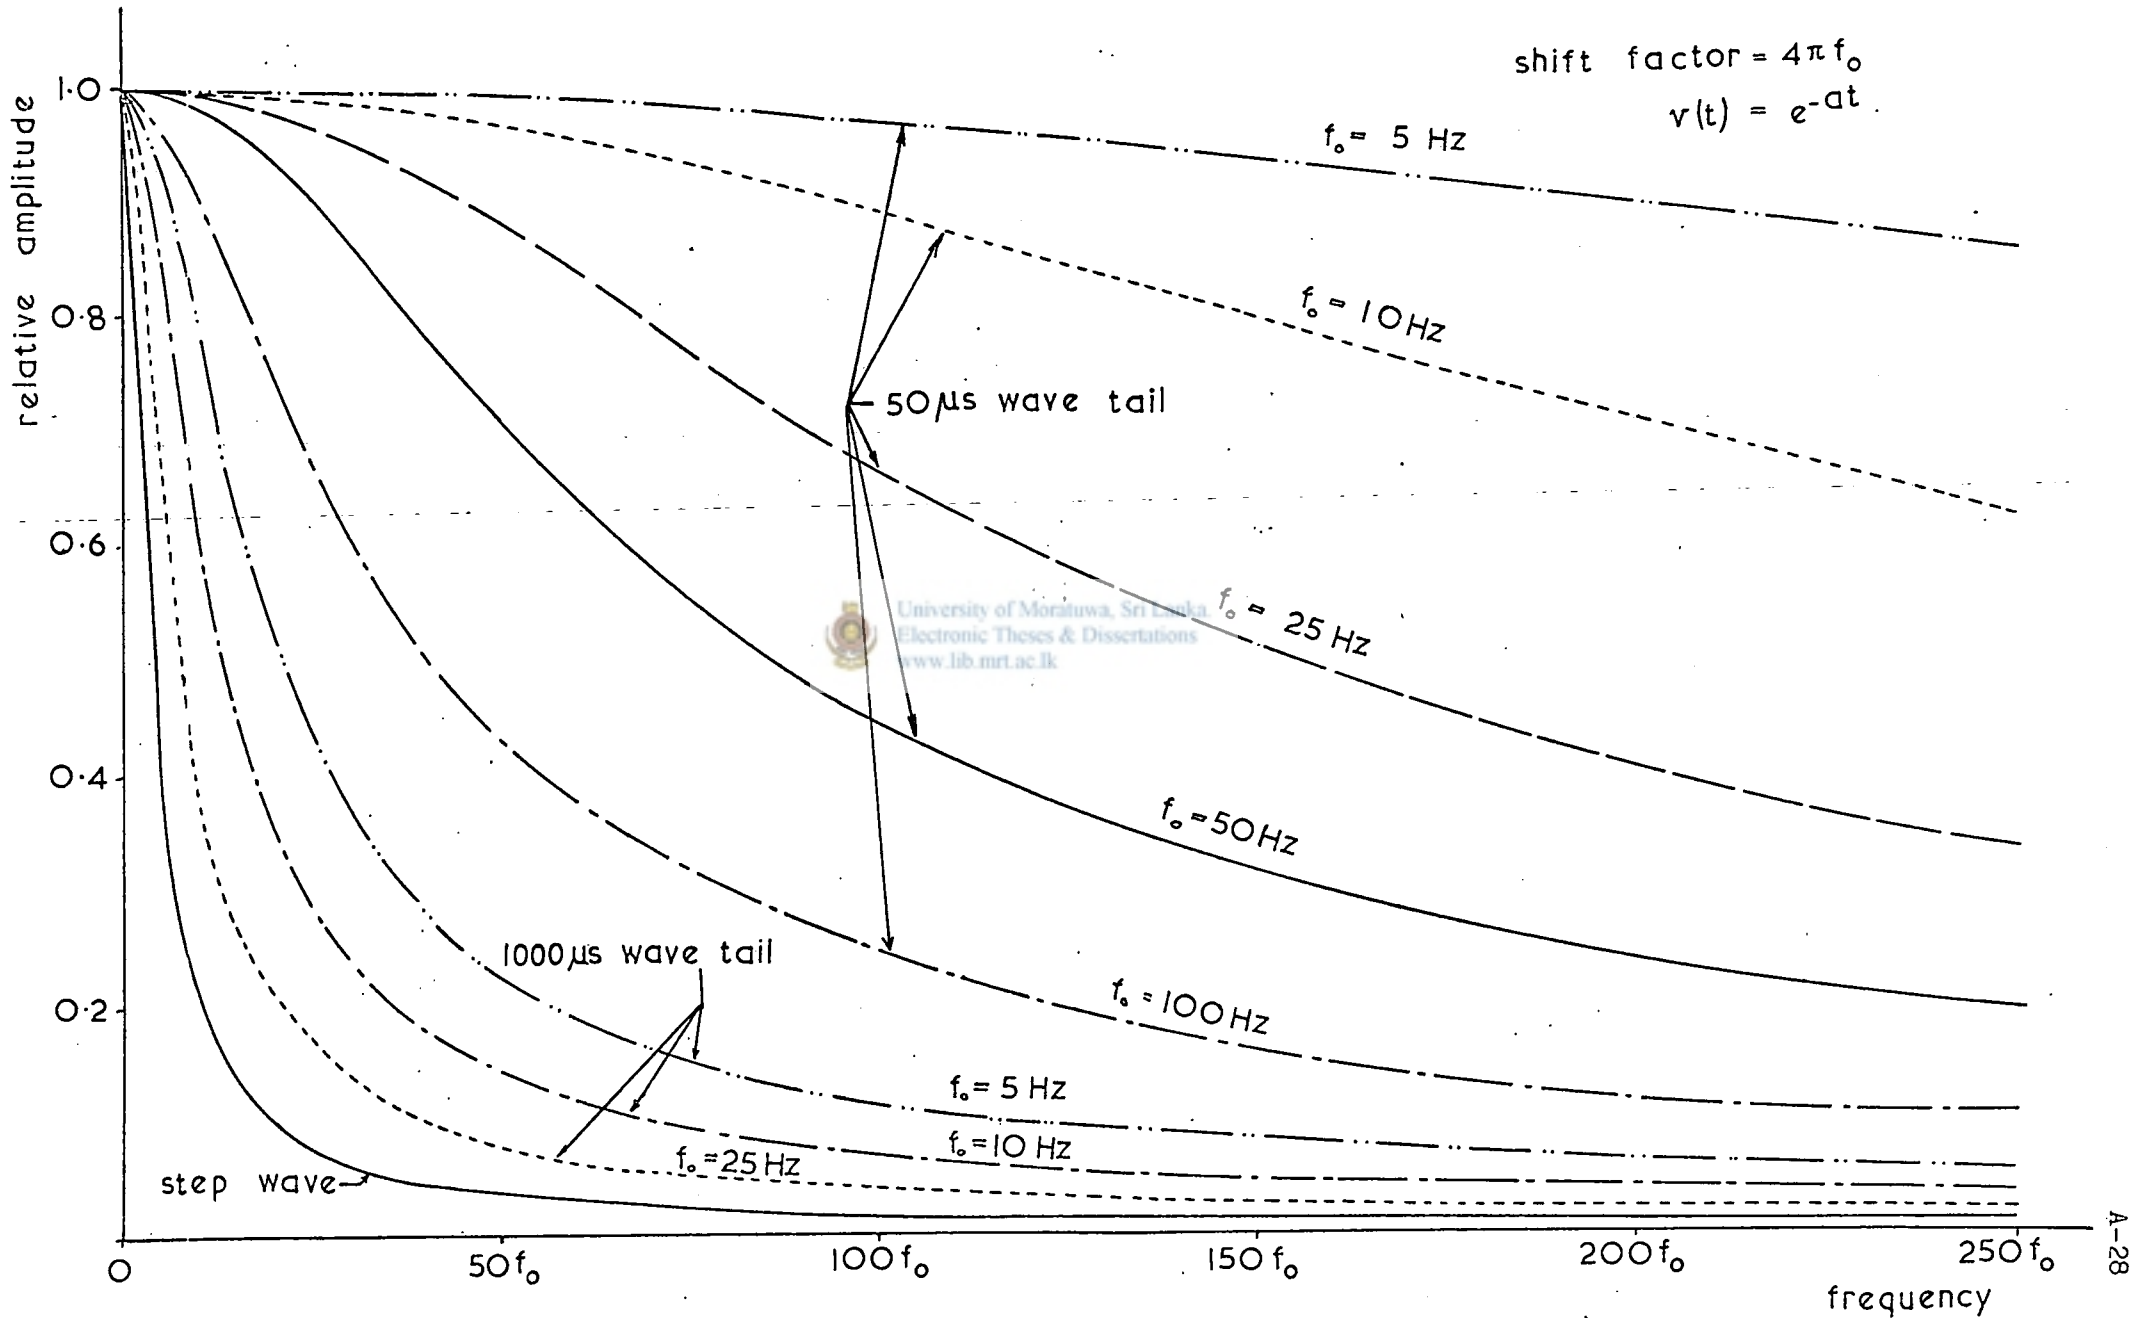 shift factor = 4πf₀
v(t) = e^-at
relative amplitude
1.0
0.8
0.6
0.4
0.2
f₀ = 5 Hz
f₀ = 10 Hz
50 μs wave tail
f₀ = 25 Hz
University of Moratuwa, Sri Lanka.
Electronic Theses & Dissertations
www.lib.mrt.ac.lk
f₀ = 50 Hz
f₀ = 100 Hz
1000 μs wave tail
f₀ = 5 Hz
f₀ = 10 Hz
f₀ = 25 Hz
step wave
0
50 f₀
100 f₀
150 f₀
200 f₀
250 f₀
frequency
A-28